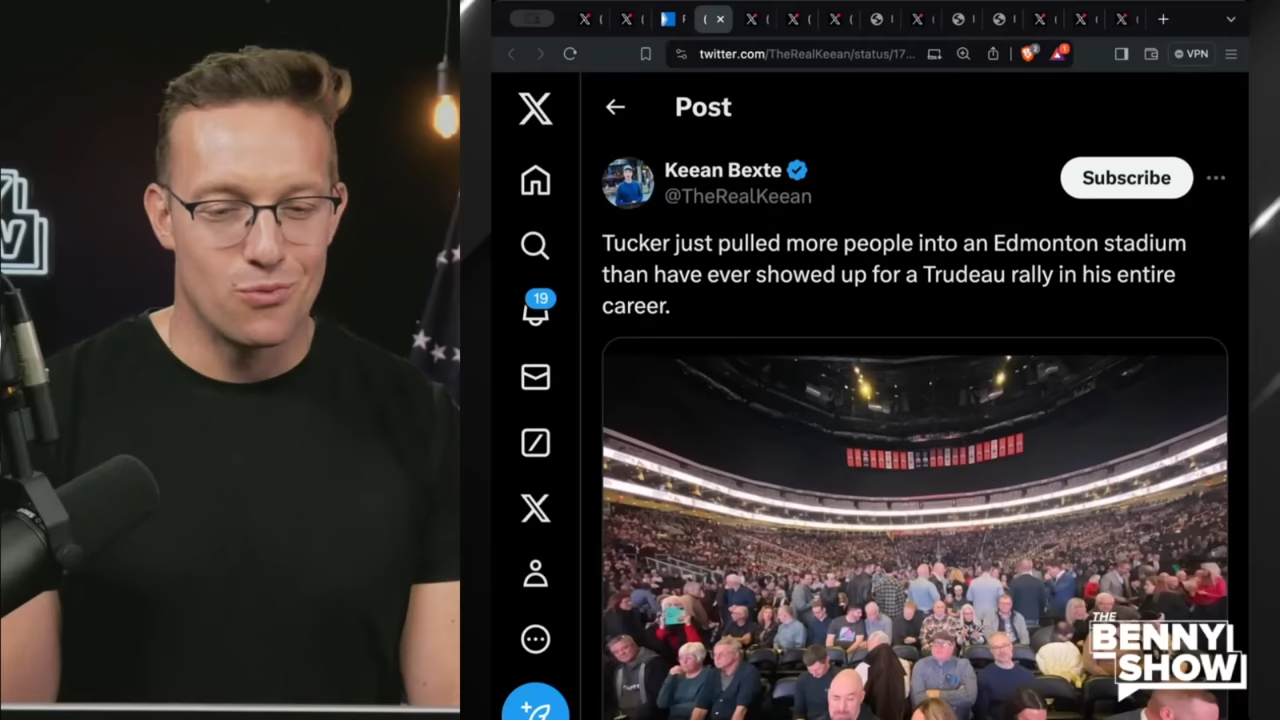 twitter.com/TheRealKeean/status/17...
VPN
Post
Keean Bexte
@TheRealKeean
Subscribe
Tucker just pulled more people into an Edmonton stadium
than have ever showed up for a Trudeau rally in his entire
career.
19
THE
BENNY
SHOW